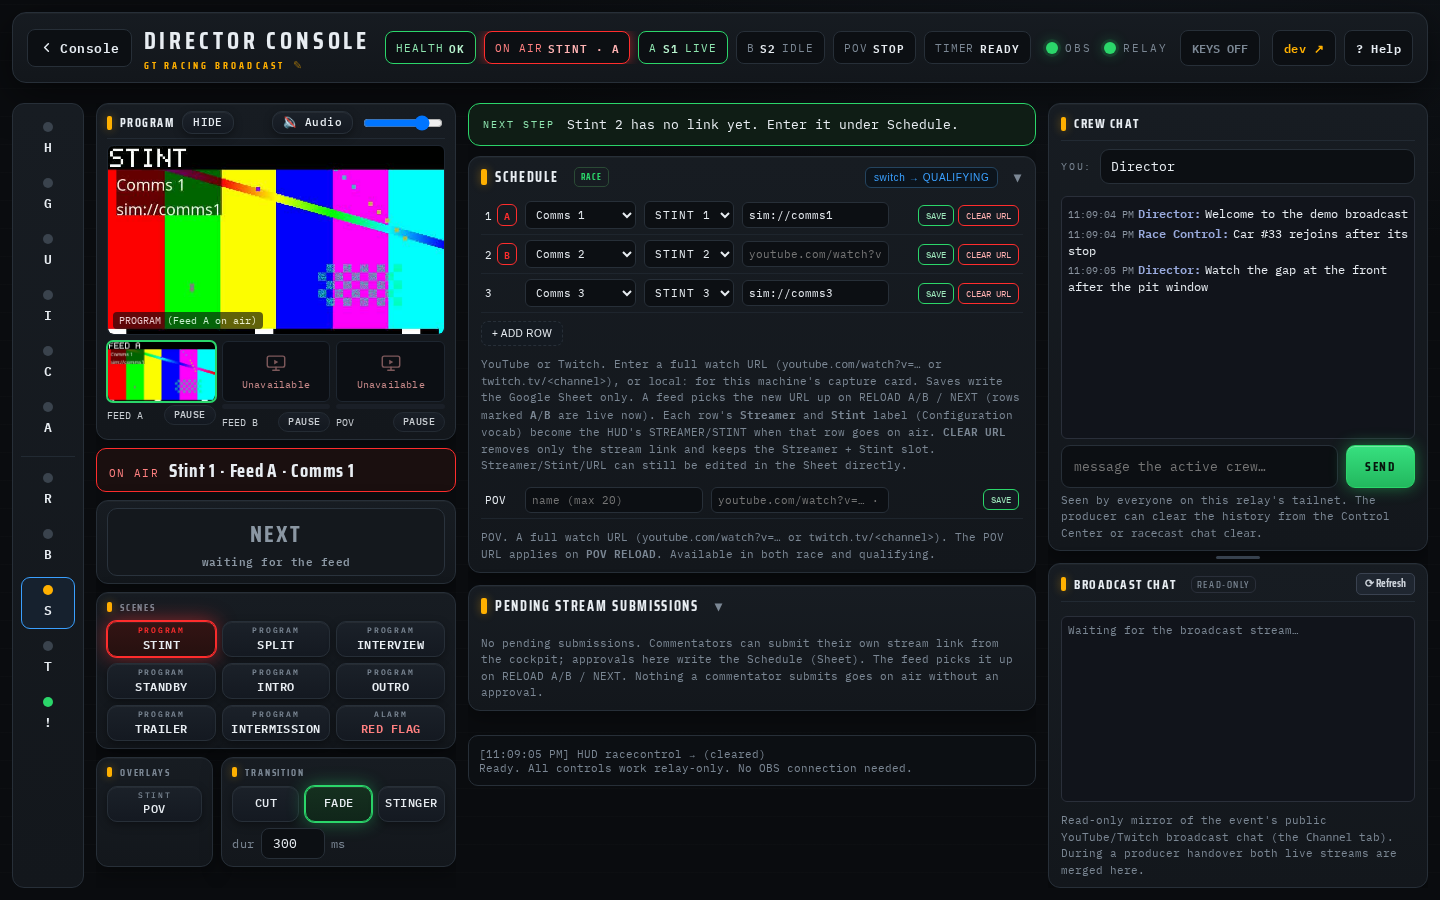 Console
DIRECTOR CONSOLE
GT RACING BROADCAST
HEALTH OK
ON AIR STINT · A
A S1 LIVE
B S2 IDLE
POV STOP
TIMER READY
OBS
RELAY
KEYS OFF
dev ↗
? Help
H
G
U
I
C
A
R
B
S
T
!
PROGRAM
HIDE
Audio
STINT
Comms 1
sim://comms1
PROGRAM (Feed A on air)
FEED A
Comms 1
Unavailable
Unavailable
FEED A
PAUSE
FEED B
PAUSE
POV
PAUSE
ON AIR Stint 1 · Feed A · Comms 1
NEXT
waiting for the feed
SCENES
PROGRAM
STINT
PROGRAM
SPLIT
PROGRAM
INTERVIEW
PROGRAM
STANDBY
PROGRAM
INTRO
PROGRAM
OUTRO
PROGRAM
TRAILER
PROGRAM
INTERMISSION
ALARM
RED FLAG
OVERLAYS
STINT
POV
TRANSITION
CUT
FADE
STINGER
dur 300 ms
NEXT STEP Stint 2 has no link yet. Enter it under Schedule.
SCHEDULE RACE switch → QUALIFYING ▼
1 A Comms 1 STINT 1 sim://comms1 SAVE CLEAR URL
2 B Comms 2 STINT 2 youtube.com/watch?v SAVE CLEAR URL
3 Comms 3 STINT 3 sim://comms3 SAVE CLEAR URL
+ ADD ROW
YouTube or Twitch. Enter a full watch URL (youtube.com/watch?v=… or
twitch.tv/<channel>), or local: for this machine's capture card. Saves write
the Google Sheet only. A feed picks the new URL up on RELOAD A/B / NEXT (rows
marked A/B are live now). Each row's Streamer and Stint label (Configuration
vocab) become the HUD's STREAMER/STINT when that row goes on air. CLEAR URL
removes only the stream link and keeps the Streamer + Stint slot.
Streamer/Stint/URL can still be edited in the Sheet directly.
POV name (max 20) youtube.com/watch?v=… · SAVE
POV. A full watch URL (youtube.com/watch?v=… or twitch.tv/<channel>). The POV
URL applies on POV RELOAD. Available in both race and qualifying.
PENDING STREAM SUBMISSIONS ▼
No pending submissions. Commentators can submit their own stream link from
the cockpit; approvals here write the Schedule (Sheet). The feed picks it up
on RELOAD A/B / NEXT. Nothing a commentator submits goes on air without an
approval.
[11:09:05 PM] HUD racecontrol → (cleared)
Ready. All controls work relay-only. No OBS connection needed.
CREW CHAT
YOU: Director
11:09:04 PM Director: Welcome to the demo broadcast
11:09:04 PM Race Control: Car #33 rejoins after its
stop
11:09:05 PM Director: Watch the gap at the front
after the pit window
message the active crew…
SEND
Seen by everyone on this relay's tailnet. The
producer can clear the history from the Control
Center or racecast chat clear.
BROADCAST CHAT READ-ONLY ⟳ Refresh
Waiting for the broadcast stream…
Read-only mirror of the event's public
YouTube/Twitch broadcast chat (the Channel tab).
During a producer handover both live streams are
merged here.